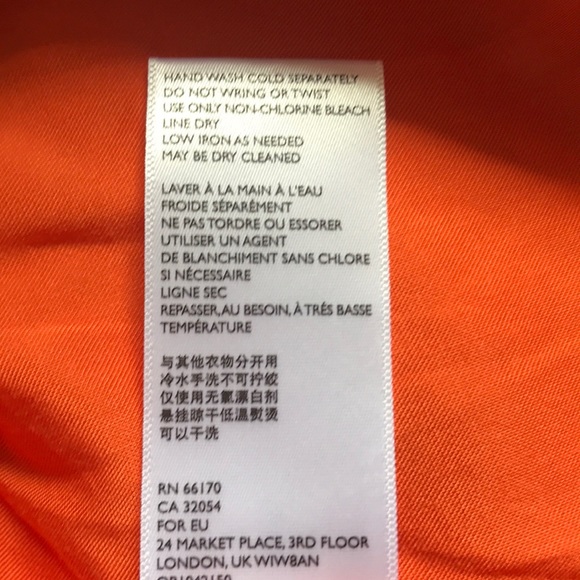 HAND WASH COLD SEPARATELY
DO NOT WRING OR TWIST
USE ONLY NON-CHLORINE BLEACH
LINE DRY
LOW IRON AS NEEDED
MAY BE DRY CLEANED
LAVER À LA MAIN À L'EAU
FROIDE SÉPARÉMENT
NE PAS TORDRE OU ESSORER
UTILISER UN AGENT
DE BLANCHIMENT SANS CHLORE
SI NÉCESSAIRE
LIGNE SEC
REPASSER, AU BESOIN, À TRÉS BASSE
TEMPÉRATURE
与其他衣物分开用
冷水手洗不可拧绞
仅使用无氯漂白剂
悬挂晾干低温熨烫
可以干洗
RN 66170
CA 32054
FOR EU
24 MARKET PLACE, 3RD FLOOR
LONDON, UK WIW8AN